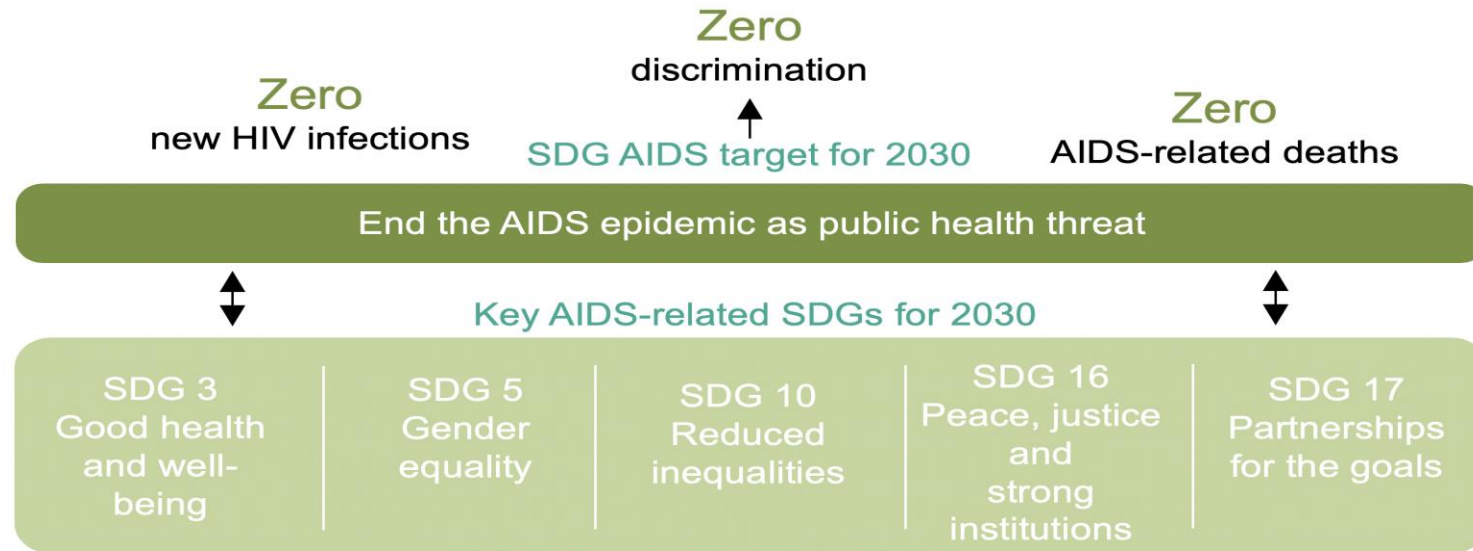 Zero
discrimination
Zero
new HIV infections
Zero
AIDS-related deaths
SDG AIDS target for 2030
End the AIDS epidemic as public health threat
Key AIDS-related SDGs for 2030
SDG 3
Good health
and well-
being
SDG 5
Gender
equality
SDG 10
Reduced
inequalities
SDG 16
Peace, justice
and
strong
institutions
SDG 17
Partnerships
for the goals